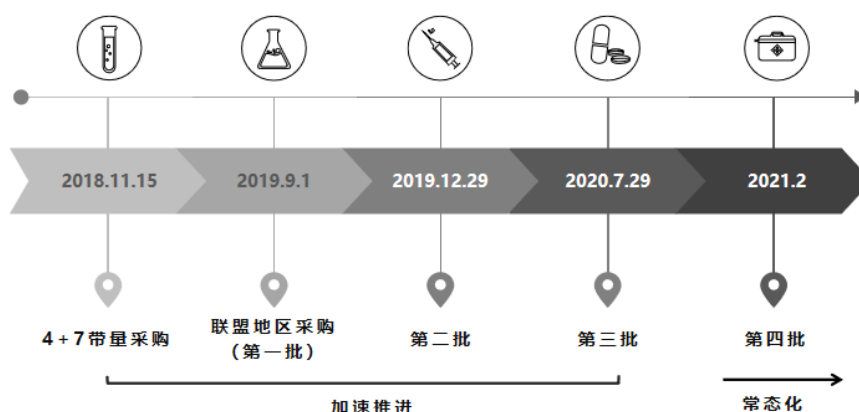 2018.11.15
2019.9.1
2019.12.29
2020.7.29
2021.2
4+7带量采购
联盟地区采购
(第一批)
第二批
第三批
第四批
加速推进
常态化